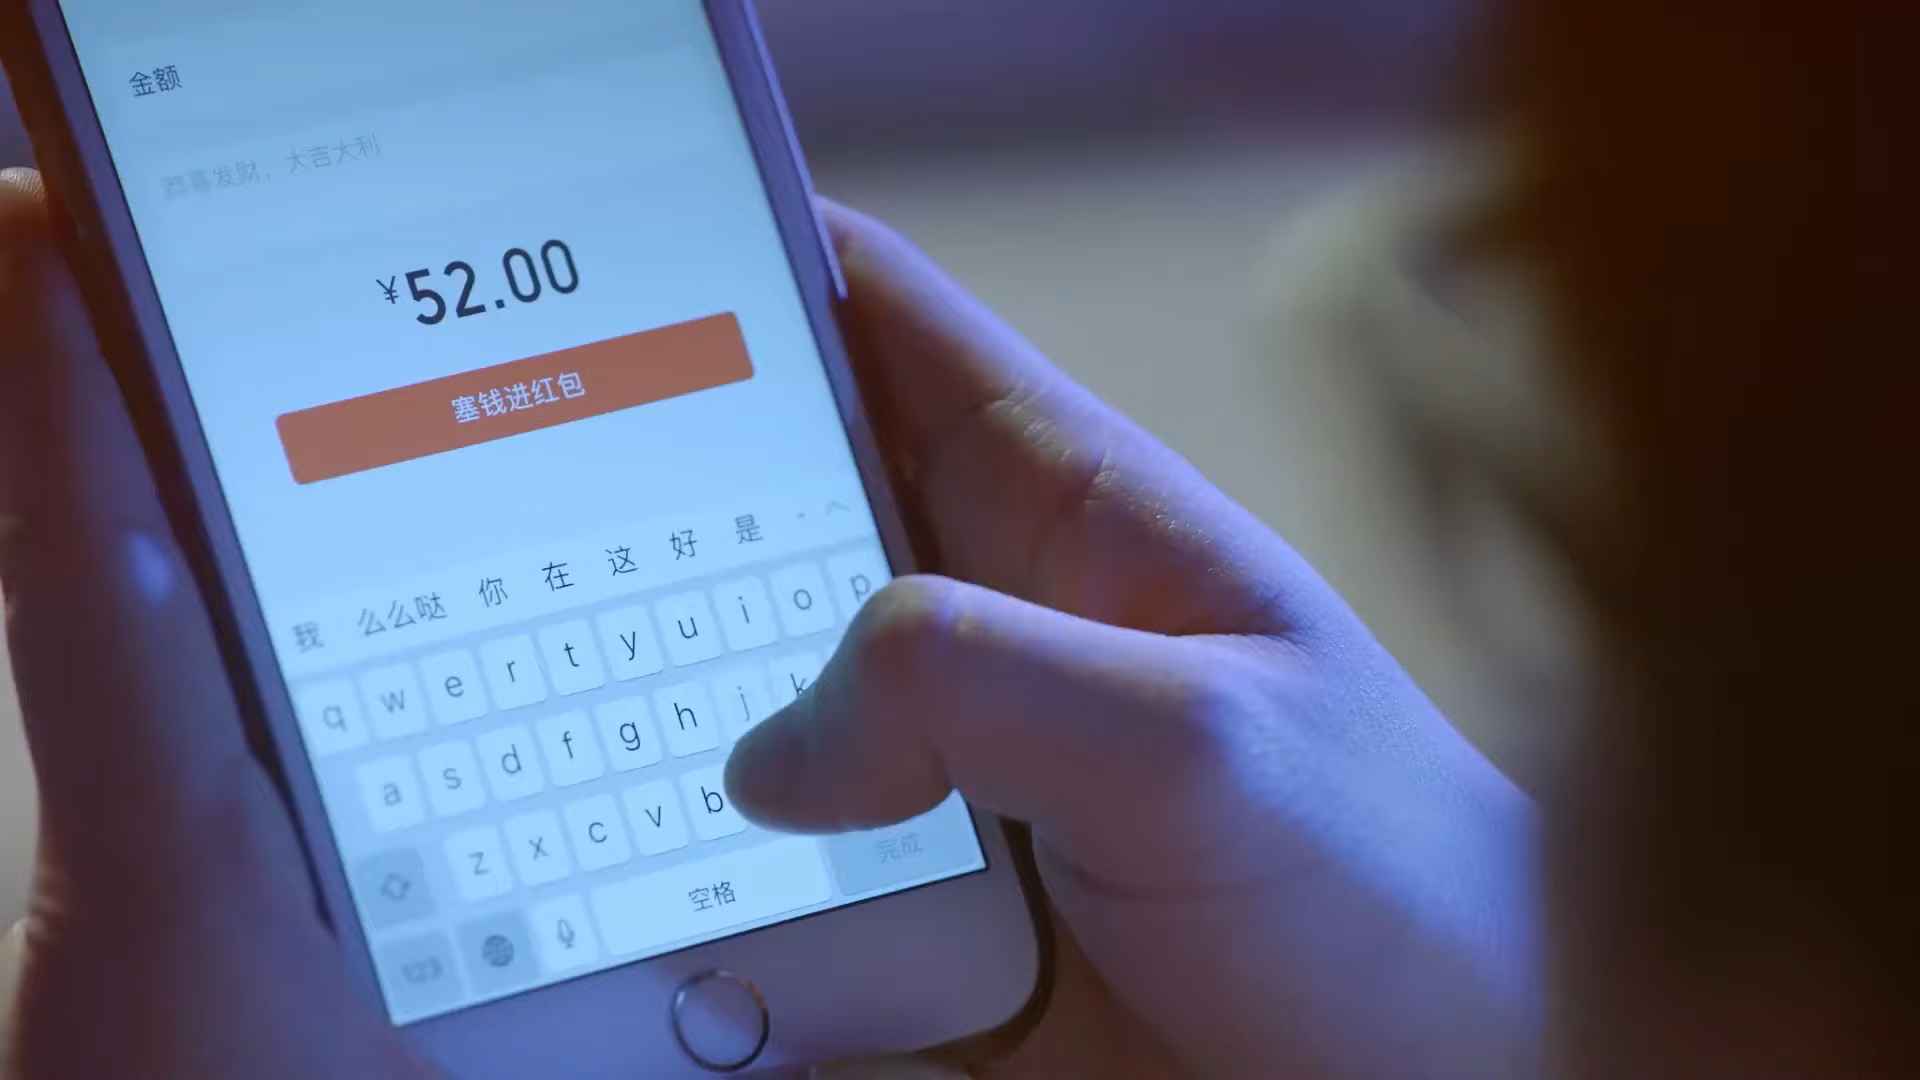 金额
恭喜发财，大吉大利
¥52.00
塞钱进红包
我 么么哒 你 在 这 好 是
q w e r t y u i o p
a s d f g h j k
z x c v b
完成
123 空格